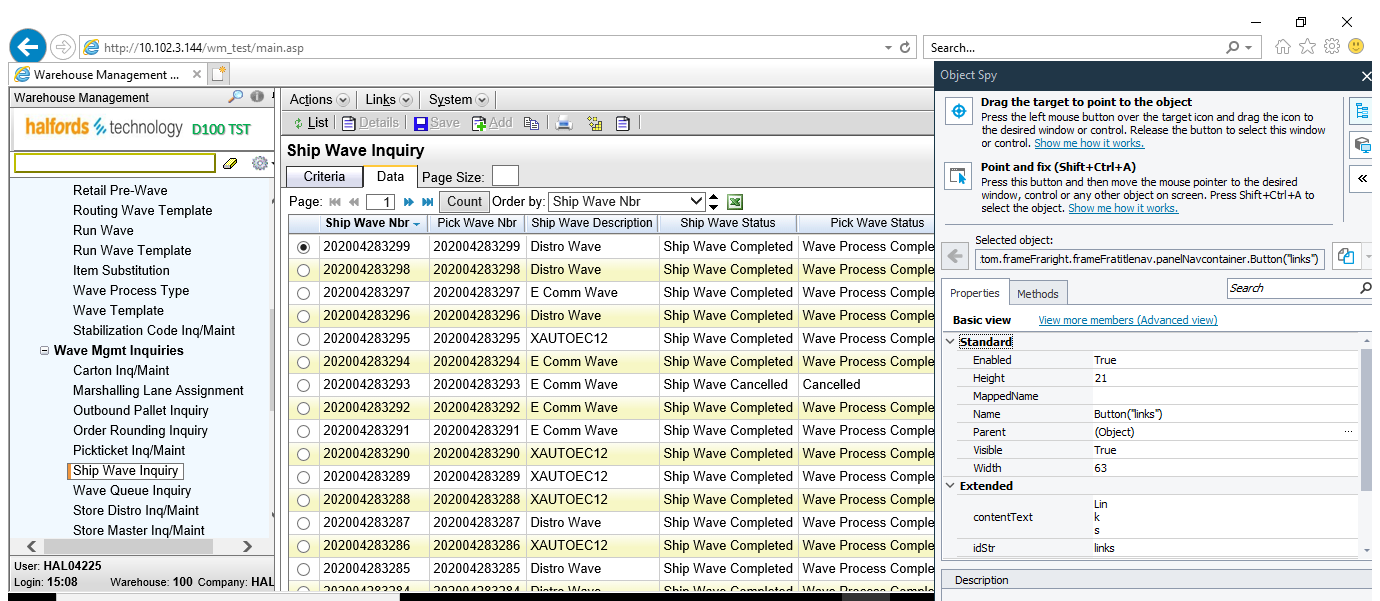 http://10.102.3.144/wm_test/main.asp
Search...
Warehouse Management ...
Warehouse Management
halfords technology D100 TST
Retail Pre-Wave
Routing Wave Template
Run Wave
Run Wave Template
Item Substitution
Wave Process Type
Wave Template
Stabilization Code Inq/Maint
Wave Mgmt Inquiries
Carton Inq/Maint
Marshalling Lane Assignment
Outbound Pallet Inquiry
Order Rounding Inquiry
Pickticket Inq/Maint
Ship Wave Inquiry
Wave Queue Inquiry
Store Distro Inq/Maint
Store Master Inq/Maint
User: HAL04225
Login: 15:08 Warehouse: 100 Company: HAL
Actions Links System
List Details Save Add
Ship Wave Inquiry
Criteria Data Page Size:
Page: 1 Count Order by: Ship Wave Nbr
Ship Wave Nbr Pick Wave Nbr Ship Wave Description Ship Wave Status Pick Wave Status
202004283299 202004283299 Distro Wave Ship Wave Completed Wave Process Comple
202004283298 202004283298 Distro Wave Ship Wave Completed Wave Process Comple
202004283297 202004283297 E Comm Wave Ship Wave Completed Wave Process Comple
202004283296 202004283296 Distro Wave Ship Wave Completed Wave Process Comple
202004283295 202004283295 XAUTOEC12 Ship Wave Completed Wave Process Comple
202004283294 202004283294 E Comm Wave Ship Wave Completed Wave Process Comple
202004283293 202004283293 E Comm Wave Ship Wave Cancelled Cancelled
202004283292 202004283292 E Comm Wave Ship Wave Completed Wave Process Comple
202004283291 202004283291 E Comm Wave Ship Wave Completed Wave Process Comple
202004283290 202004283290 XAUTOEC12 Ship Wave Completed Wave Process Comple
202004283289 202004283289 XAUTOEC12 Ship Wave Completed Wave Process Comple
202004283288 202004283288 XAUTOEC12 Ship Wave Completed Wave Process Comple
202004283287 202004283287 Distro Wave Ship Wave Completed Wave Process Comple
202004283286 202004283286 XAUTOEC12 Ship Wave Completed Wave Process Comple
202004283285 202004283285 Distro Wave Ship Wave Completed Wave Process Comple
202004283284 202004283284 Distro Wave Ship Wave Completed Wave Process Comple
Object Spy
Drag the target to point to the object
Press the left mouse button over the target icon and drag the icon to
the desired window or control. Release the button to select this window
or control. Show me how it works.
Point and fix (Shift+Ctrl+A)
Press this button and then move the mouse pointer to the desired
window, control or any other object on screen. Press Shift+Ctrl+A to
select the object. Show me how it works.
Selected object:
tom.frameFraright.frameFratitlenav.panelNavcontainer.Button("links")
Properties Methods Search
Basic view View more members (Advanced view)
Standard
Enabled True
Height 21
MappedName
Name Button("links")
Parent (Object) ...
Visible True
Width 63
Extended
Lin
contentText k
s
idStr links
Description